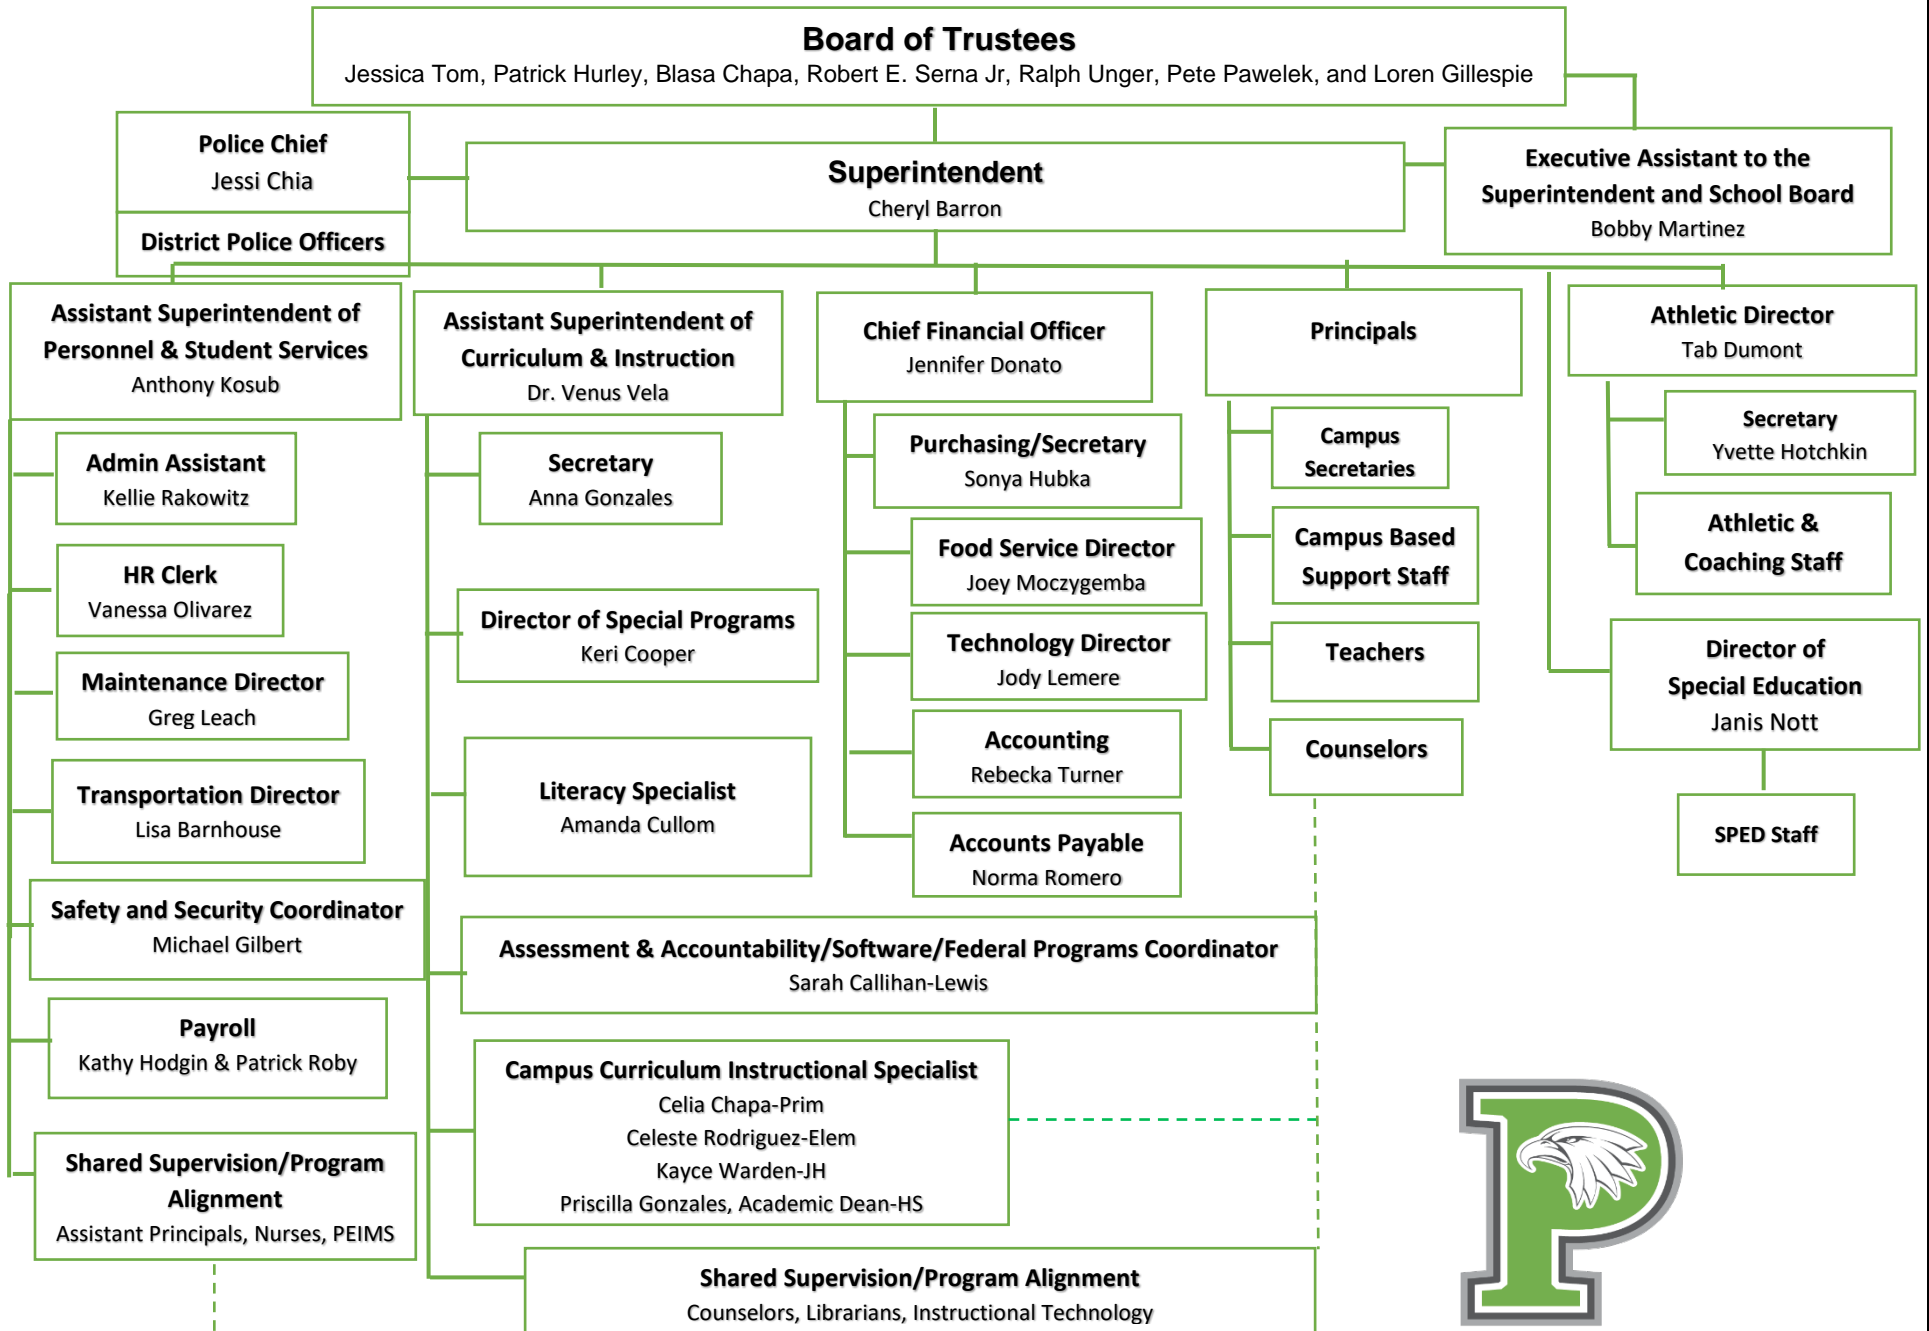 Board of Trustees
Jessica Tom, Patrick Hurley, Blasa Chapa, Robert E. Serna Jr, Ralph Unger, Pete Pawelek, and Loren Gillespie
Police Chief
Jessi Chia
District Police Officers
Superintendent
Cheryl Barron
Executive Assistant to the
Superintendent and School Board
Bobby Martinez
Assistant Superintendent of
Personnel & Student Services
Anthony Kosub
Admin Assistant
Kellie Rakowitz
HR Clerk
Vanessa Olivarez
Maintenance Director
Greg Leach
Transportation Director
Lisa Barnhouse
Safety and Security Coordinator
Michael Gilbert
Payroll
Kathy Hodgin & Patrick Roby
Shared Supervision/Program
Alignment
Assistant Principals, Nurses, PEIMS
Assistant Superintendent of
Curriculum & Instruction
Dr. Venus Vela
Secretary
Anna Gonzales
Director of Special Programs
Keri Cooper
Literacy Specialist
Amanda Cullom
Assessment & Accountability/Software/Federal Programs Coordinator
Sarah Callihan-Lewis
Campus Curriculum Instructional Specialist
Celia Chapa-Prim
Celeste Rodriguez-Elem
Kayce Warden-JH
Priscilla Gonzales, Academic Dean-HS
Shared Supervision/Program Alignment
Counselors, Librarians, Instructional Technology
Chief Financial Officer
Jennifer Donato
Purchasing/Secretary
Sonya Hubka
Food Service Director
Joey Moczygemba
Technology Director
Jody Lemere
Accounting
Rebecka Turner
Accounts Payable
Norma Romero
Principals
Campus
Secretaries
Campus Based
Support Staff
Teachers
Counselors
Athletic Director
Tab Dumont
Secretary
Yvette Hotchkin
Athletic &
Coaching Staff
Director of
Special Education
Janis Nott
SPED Staff
P